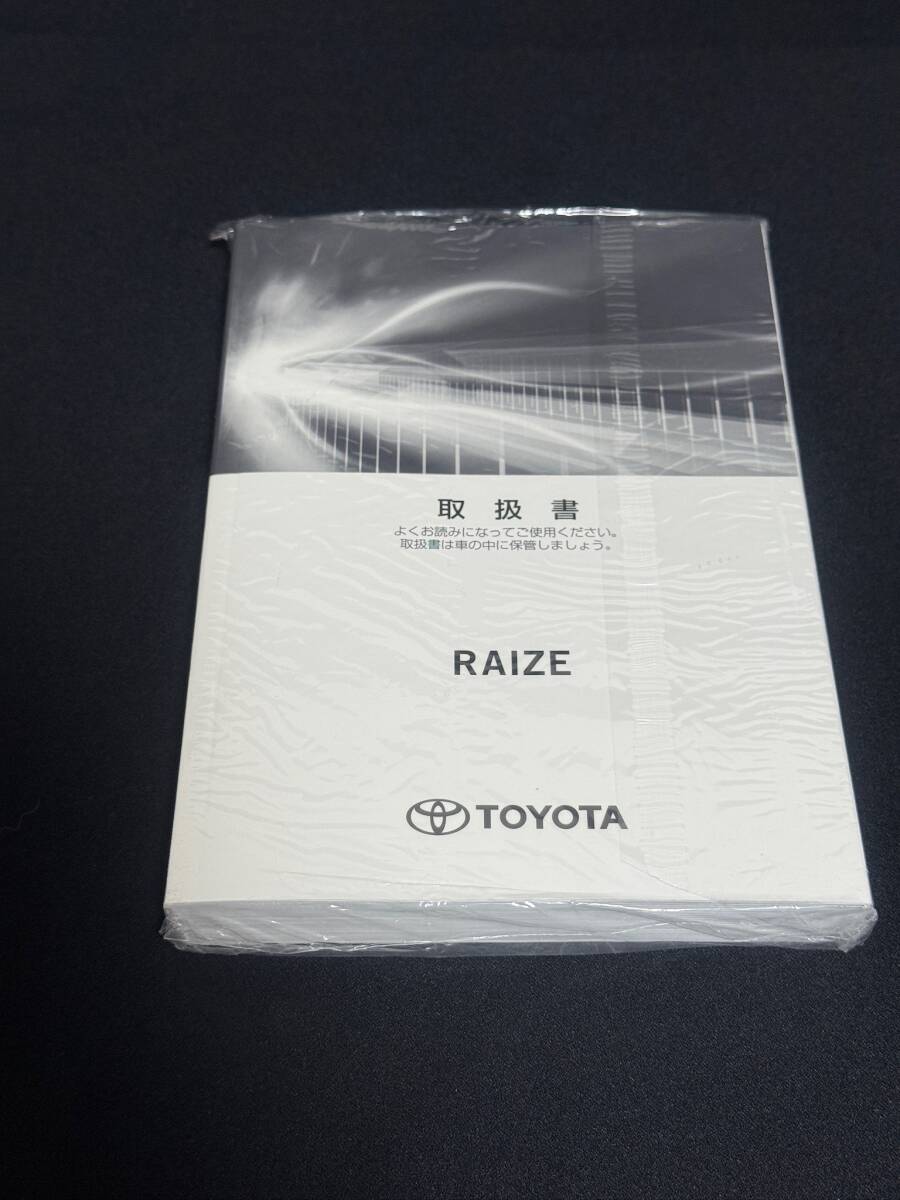 取扱書
よくお読みになってご使用ください。
取扱書は車の中に保管しましょう。
RAIZE
TOYOTA